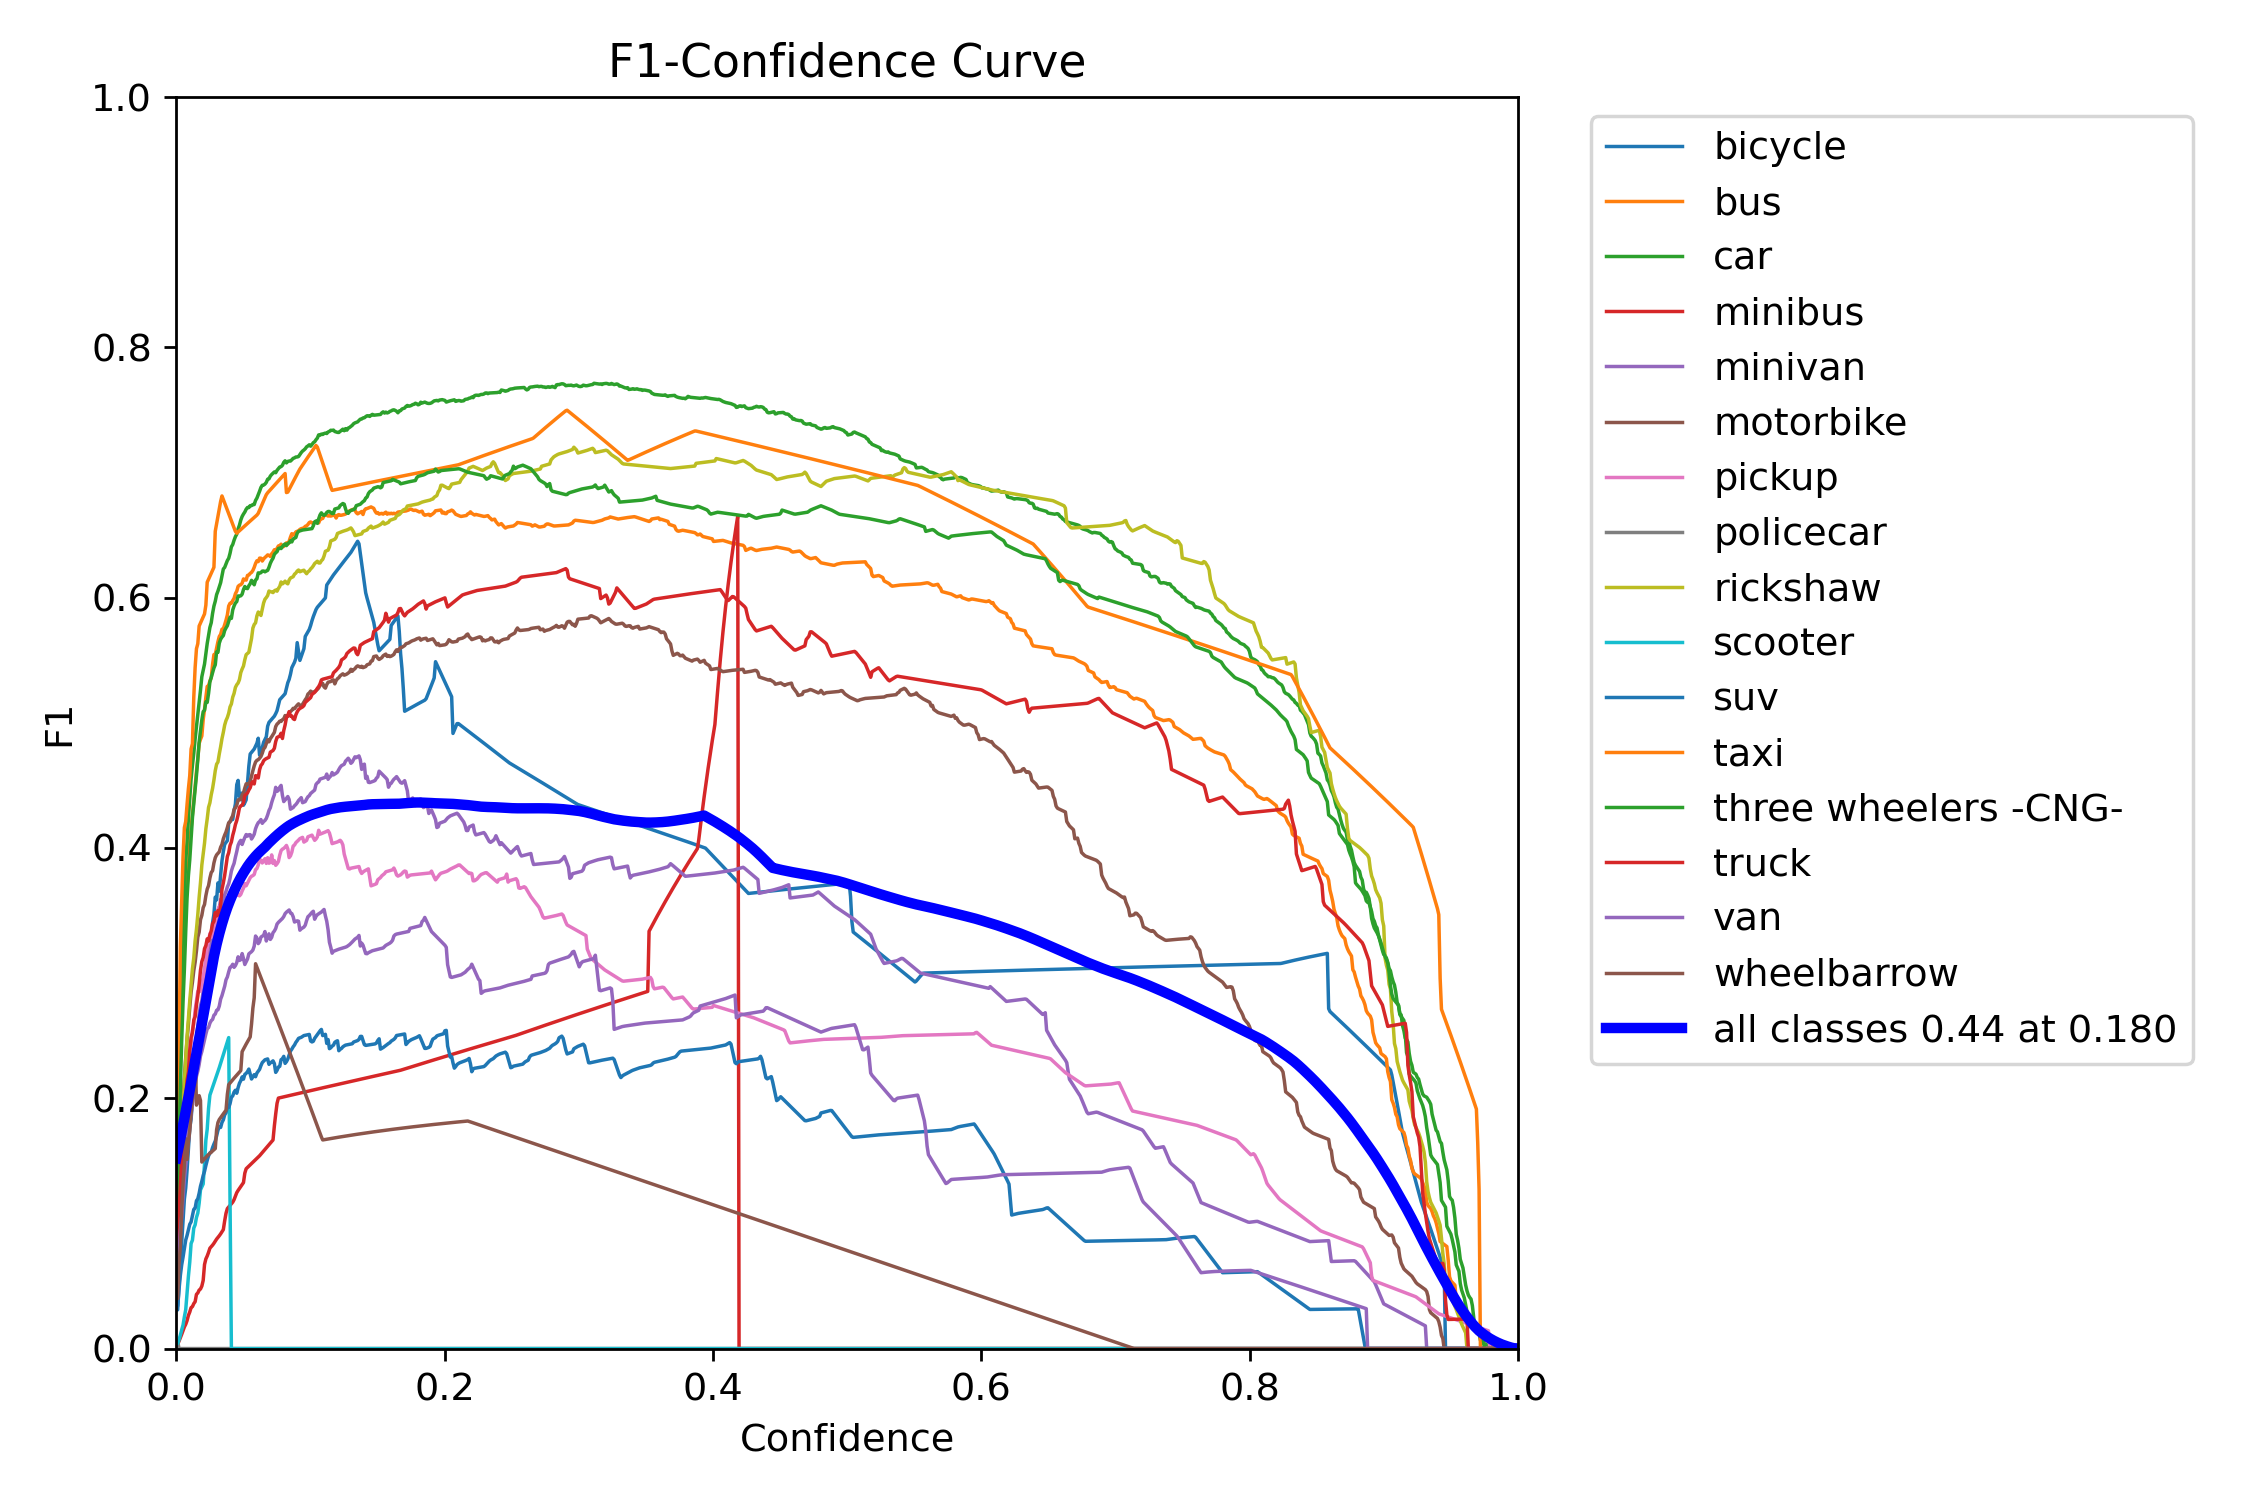 F1-Confidence Curve
1.0
0.8
0.6
0.4
0.2
0.0
F1
0.0 0.2 0.4 0.6 0.8 1.0
Confidence
bicycle
bus
car
minibus
minivan
motorbike
pickup
policecar
rickshaw
scooter
suv
taxi
three wheelers -CNG-
truck
van
wheelbarrow
all classes 0.44 at 0.180